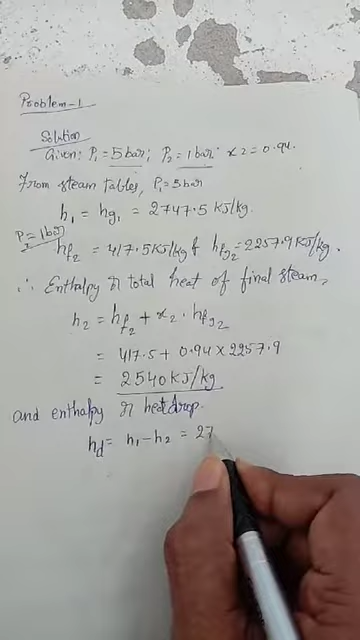 Problem-1
Solution
Given: P₁ = 5 bar; P₂ = 1 bar; x2 = 0.94.
From steam tables, P₁ = 5 bar
h₁ = hg₁ = 2747.5 KJ/kg.
P₂ = 1 bar
hf₂ = 417.5 KJ/kg & hfg₂ = 2257.9 KJ/kg.
∴ Enthalpy or total heat of final steam,
h₂ = hf₂ + x₂ . hfg₂
= 417.5 + 0.94 × 2257.9
= 2540 KJ/kg
and enthalpy or heat drop.
hd = h₁ - h₂ = 27